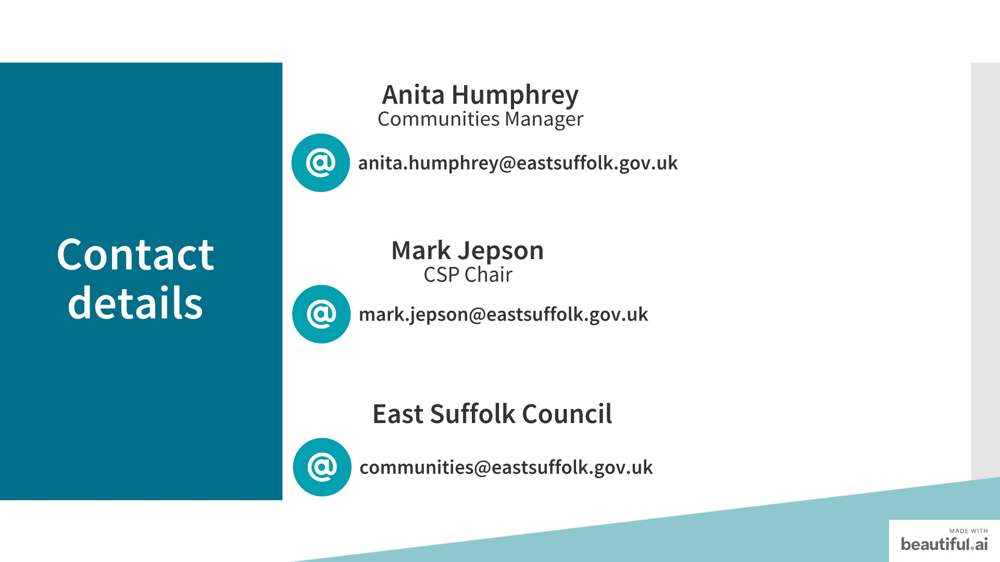 Contact
details
Anita Humphrey
Communities Manager
@ anita.humphrey@eastsuffolk.gov.uk
Mark Jepson
CSP Chair
@ mark.jepson@eastsuffolk.gov.uk
East Suffolk Council
@ communities@eastsuffolk.gov.uk
MADE WITH
beautiful.ai